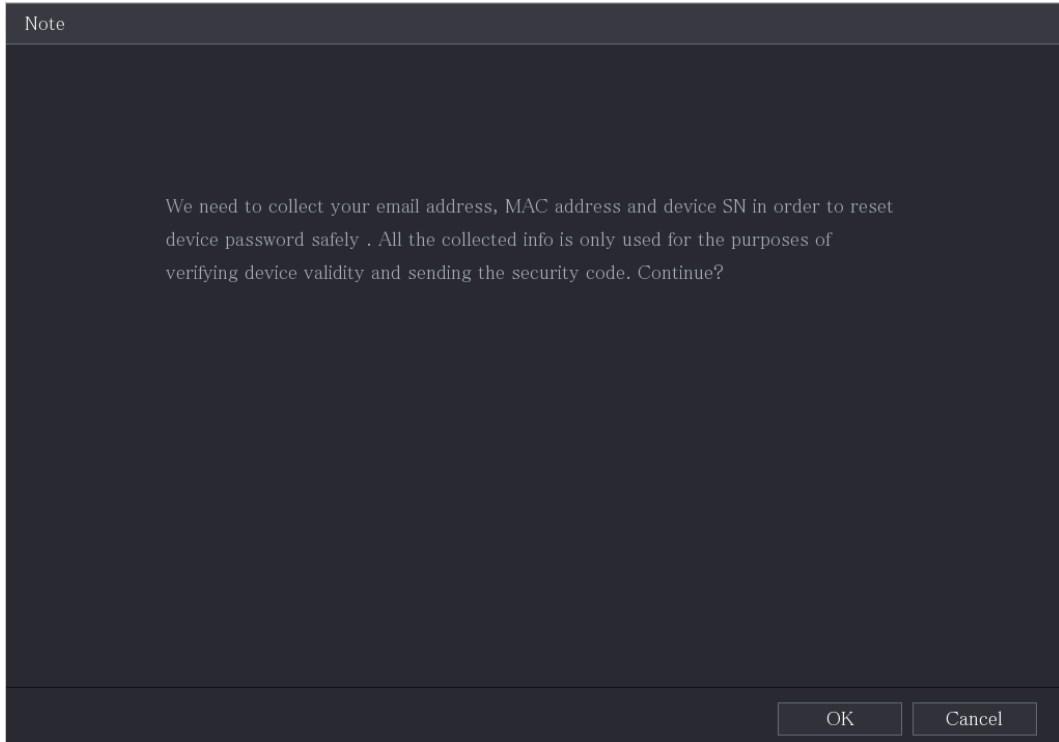 Note
We need to collect your email address, MAC address and device SN in order to reset
device password safely . All the collected info is only used for the purposes of
verifying device validity and sending the security code. Continue?
OK
Cancel